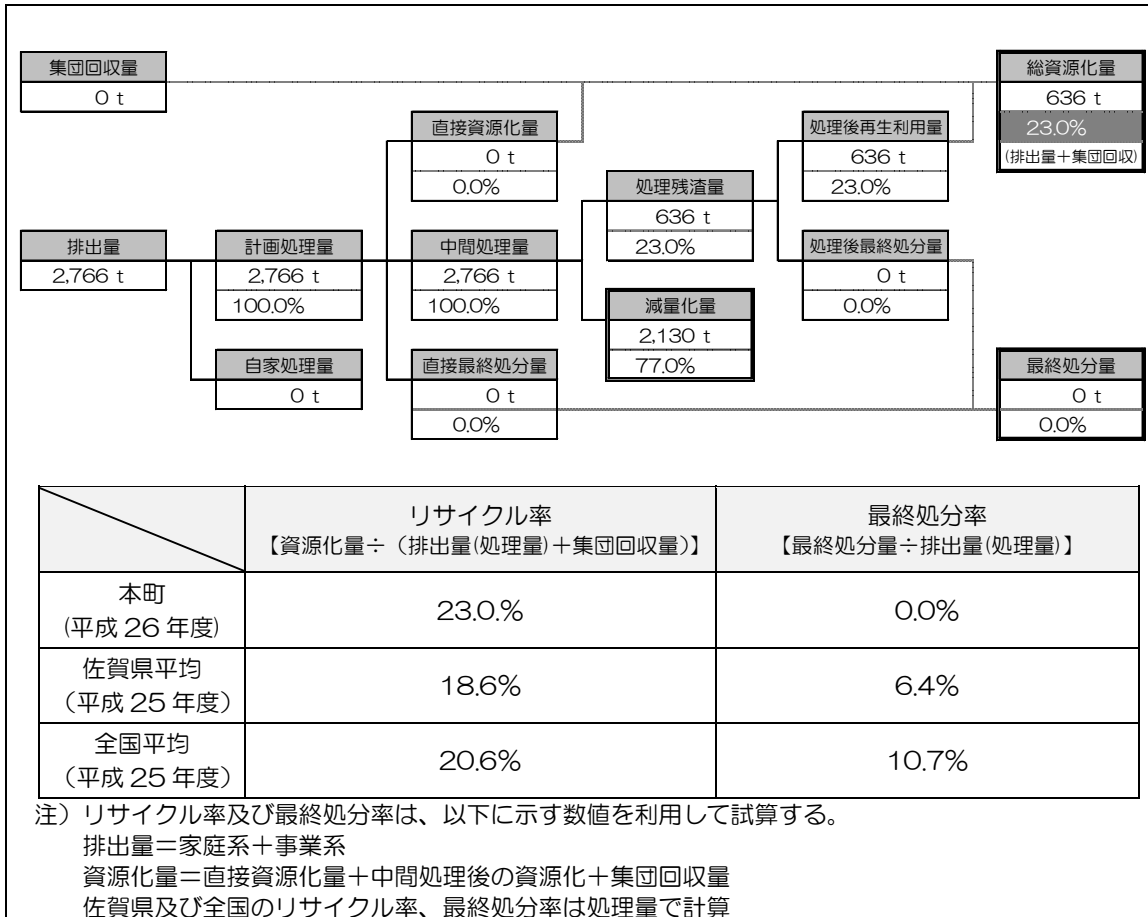 集団回収量
0 t
総資源化量
636 t
23.0%
(排出量＋集団回収)
直接資源化量
0 t
0.0%
処理後再生利用量
636 t
23.0%
処理残渣量
636 t
23.0%
排出量
2,766 t
計画処理量
2,766 t
100.0%
中間処理量
2,766 t
100.0%
処理後最終処分量
0 t
0.0%
減量化量
2,130 t
77.0%
自家処理量
0 t
直接最終処分量
0 t
0.0%
最終処分量
0 t
0.0%
リサイクル率
【資源化量÷（排出量(処理量)＋集団回収量)】
最終処分率
【最終処分量÷排出量(処理量)】
本町
(平成 26 年度)
23.0.%
0.0%
佐賀県平均
（平成 25 年度）
18.6%
6.4%
全国平均
（平成 25 年度）
20.6%
10.7%
注）リサイクル率及び最終処分率は、以下に示す数値を利用して試算する。
排出量＝家庭系＋事業系
資源化量＝直接資源化量＋中間処理後の資源化＋集団回収量
佐賀県及び全国のリサイクル率、最終処分率は処理量で計算